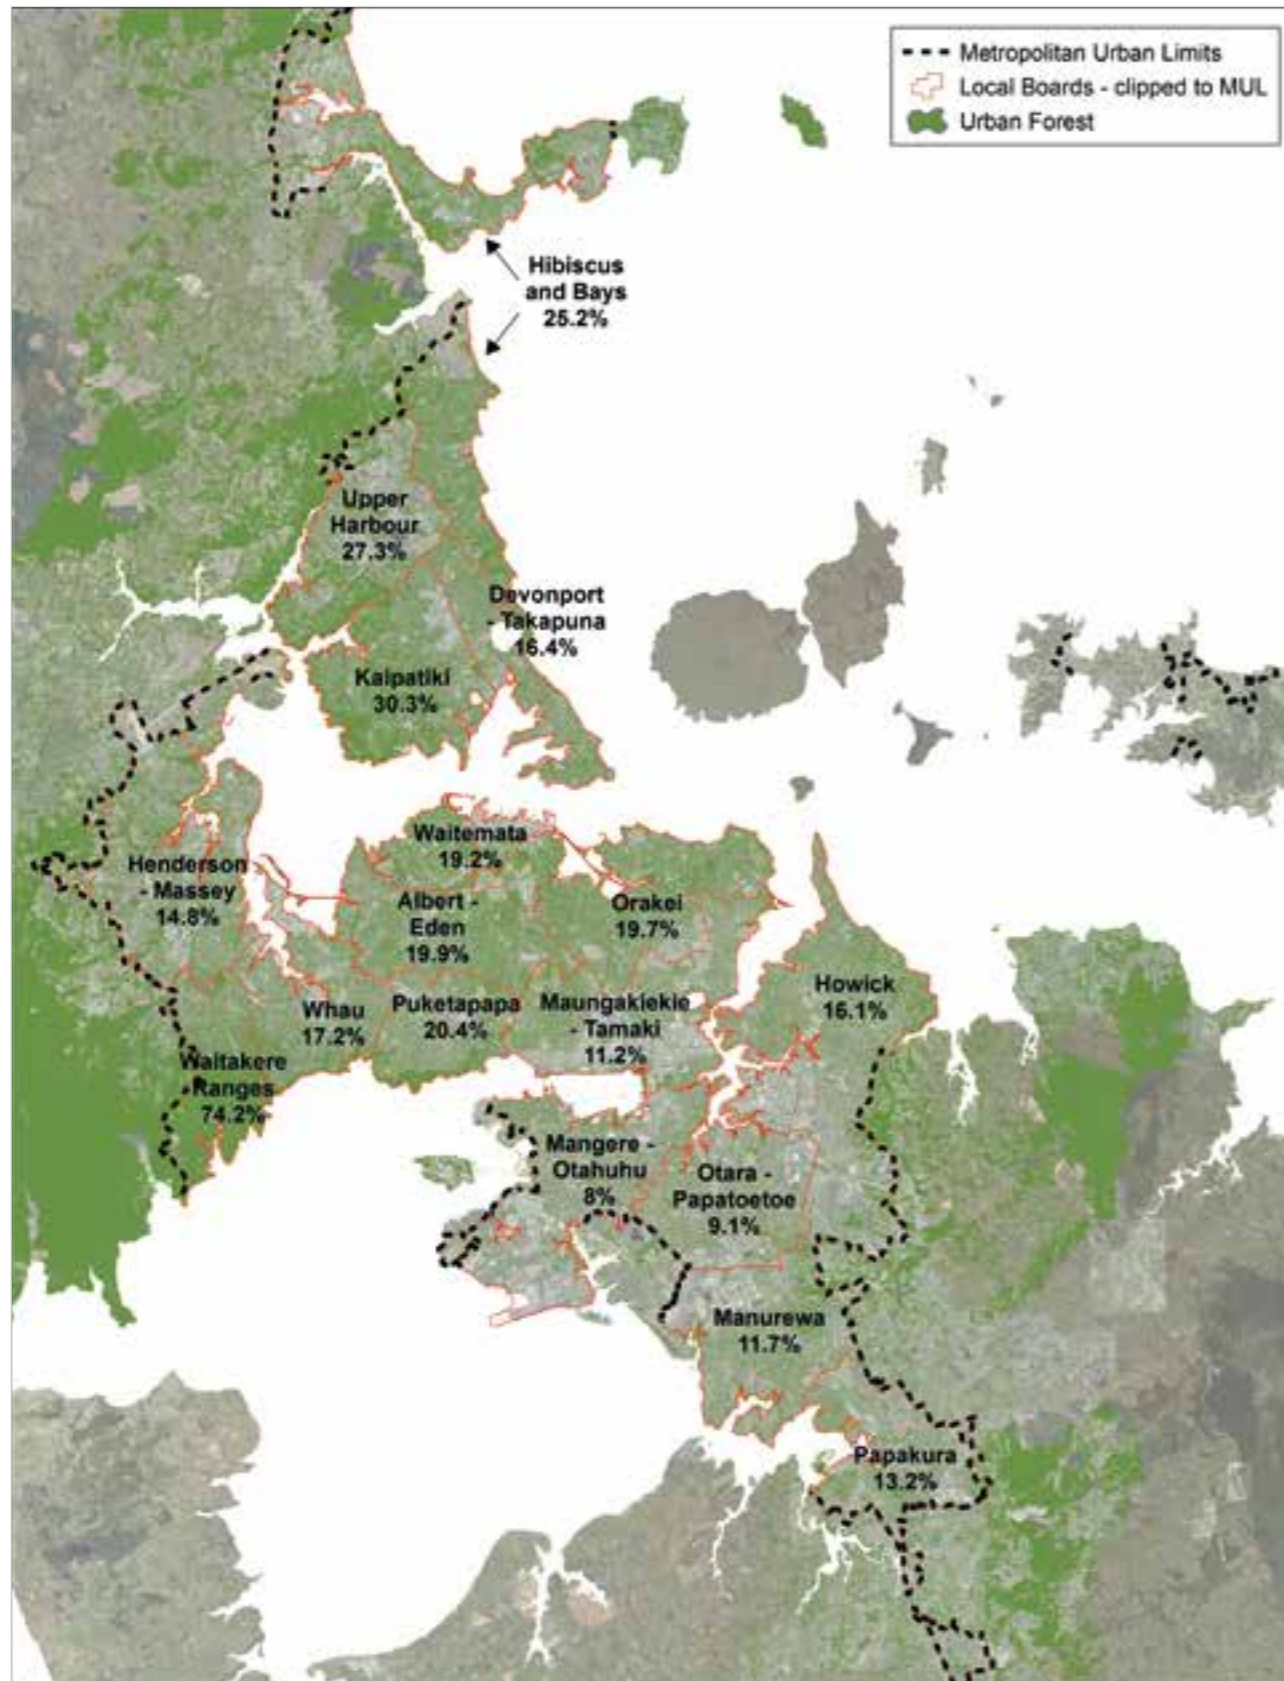 Metropolitan Urban Limits
Local Boards - clipped to MUL
Urban Forest
Hibiscus
and Bays
25.2%
Upper
Harbour
27.3%
Devonport
- Takapuna
16.4%
Kaipatiki
30.3%
Waitemata
19.2%
Henderson
- Massey
14.8%
Albert -
Eden
19.9%
Orakei
19.7%
Howick
16.1%
Whau
17.2%
Puketapapa
20.4%
Maungakiekie
- Tamaki
11.2%
Waitakere
Ranges
74.2%
Mangere -
Otahuhu
8%
Otara -
Papatoetoe
9.1%
Manurewa
11.7%
Papakura
13.2%